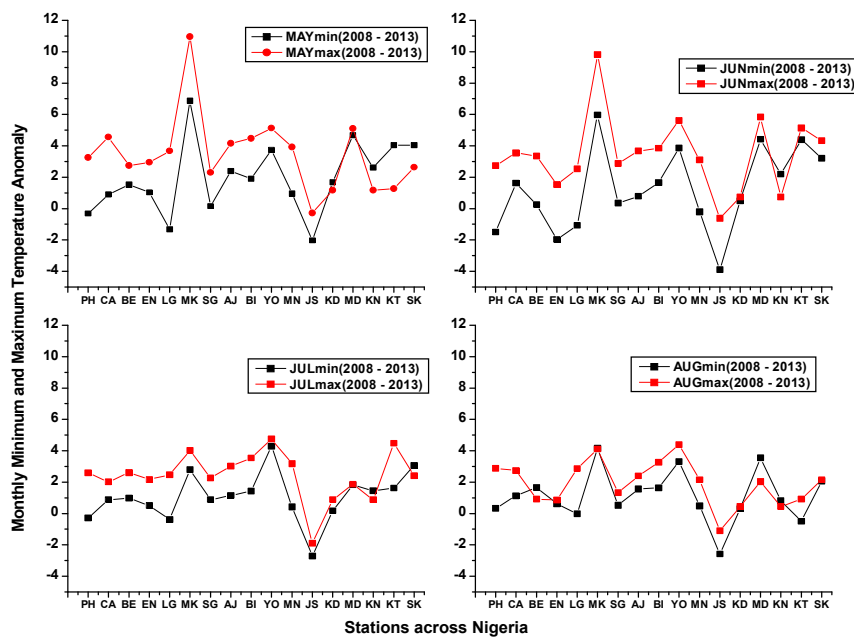 Monthly Minimum and Maximum Temperature Anomaly
12
10
8
6
4
2
0
-2
-4
MAYmin(2008 - 2013)
MAYmax(2008 - 2013)
PH CA BE EN LG MK SG AJ BI YO MN JS KD MD KN KT SK
12
10
8
6
4
2
0
-2
-4
JUNmin(2008 - 2013)
JUNmax(2008 - 2013)
PH CA BE EN LG MK SG AJ BI YO MN JS KD MD KN KT SK
12
10
8
6
4
2
0
-2
-4
JULmin(2008 - 2013)
JULmax(2008 - 2013)
PH CA BE EN LG MK SG AJ BI YO MN JS KD MD KN KT SK
12
10
8
6
4
2
0
-2
-4
AUGmin(2008 - 2013)
AUGmax(2008 - 2013)
PH CA BE EN LG MK SG AJ BI YO MN JS KD MD KN KT SK
Stations across Nigeria